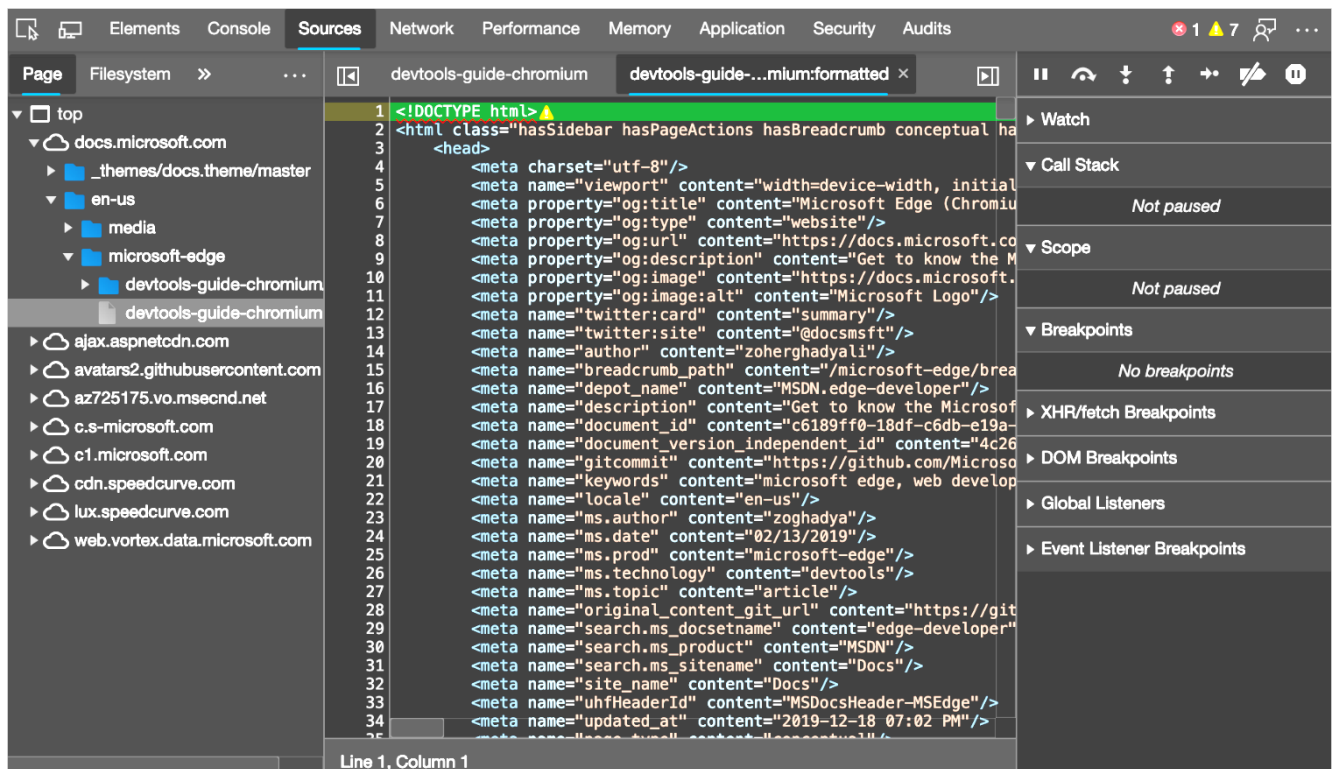 Elements Console Sources Network Performance Memory Application Security Audits 1 7 ...
Page Filesystem » ...
top
docs.microsoft.com
_themes/docs.theme/master
en-us
media
microsoft-edge
devtools-guide-chromium
devtools-guide-chromium
ajax.aspnetcdn.com
avatars2.githubusercontent.com
az725175.vo.msecnd.net
c.s-microsoft.com
c1.microsoft.com
cdn.speedcurve.com
lux.speedcurve.com
web.vortex.data.microsoft.com
devtools-guide-chromium devtools-guide-...mium:formatted ×
1 <!DOCTYPE html>
2 <html class="hasSidebar hasPageActions hasBreadcrumb conceptual ha
3 <head>
4 <meta charset="utf-8"/>
5 <meta name="viewport" content="width=device-width, initial
6 <meta property="og:title" content="Microsoft Edge (Chromiu
7 <meta property="og:type" content="website"/>
8 <meta property="og:url" content="https://docs.microsoft.co
9 <meta property="og:description" content="Get to know the M
10 <meta property="og:image" content="https://docs.microsoft.
11 <meta property="og:image:alt" content="Microsoft Logo"/>
12 <meta name="twitter:card" content="summary"/>
13 <meta name="twitter:site" content="@docsmsft"/>
14 <meta name="author" content="zoherghadyali"/>
15 <meta name="breadcrumb_path" content="/microsoft-edge/brea
16 <meta name="depot_name" content="MSDN.edge-developer"/>
17 <meta name="description" content="Get to know the Microsof
18 <meta name="document_id" content="c6189ff0-18df-c6db-e19a-
19 <meta name="document_version_independent_id" content="4c26
20 <meta name="gitcommit" content="https://github.com/Microso
21 <meta name="keywords" content="microsoft edge, web develop
22 <meta name="locale" content="en-us"/>
23 <meta name="ms.author" content="zoghadya"/>
24 <meta name="ms.date" content="02/13/2019"/>
25 <meta name="ms.prod" content="microsoft-edge"/>
26 <meta name="ms.technology" content="devtools"/>
27 <meta name="ms.topic" content="article"/>
28 <meta name="original_content_git_url" content="https://git
29 <meta name="search.ms_docsetname" content="edge-developer"
30 <meta name="search.ms_product" content="MSDN"/>
31 <meta name="search.ms_sitename" content="Docs"/>
32 <meta name="site_name" content="Docs"/>
33 <meta name="uhfHeaderId" content="MSDocsHeader-MSEdge"/>
34 <meta name="updated_at" content="2019-12-18 07:02 PM"/>
35 <meta name="page_type" content="conceptual"/>
Line 1, Column 1
Watch
Call Stack
Not paused
Scope
Not paused
Breakpoints
No breakpoints
XHR/fetch Breakpoints
DOM Breakpoints
Global Listeners
Event Listener Breakpoints